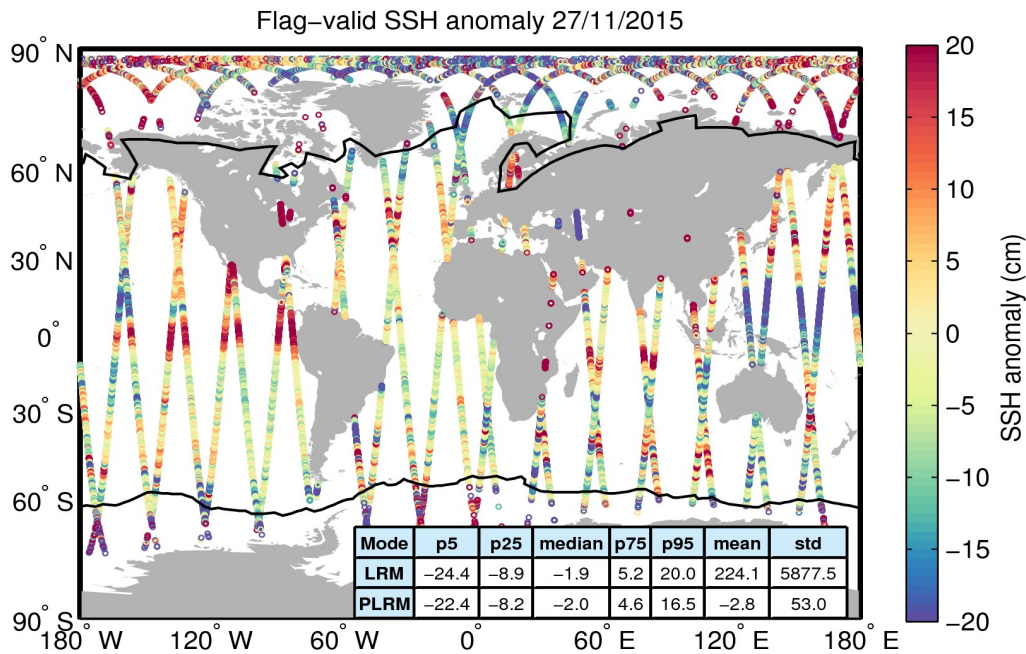 Flag−valid SSH anomaly 27/11/2015
90° N
60° N
30° N
0°
30° S
60° S
90° S
180° W
120° W
60° W
0°
60° E
120° E
180° E
Mode p5 p25 median p75 p95 mean std
LRM −24.4 −8.9 −1.9 5.2 20.0 224.1 5877.5
PLRM −22.4 −8.2 −2.0 4.6 16.5 −2.8 53.0
20
15
10
5
0
−5
−10
−15
−20
SSH anomaly (cm)